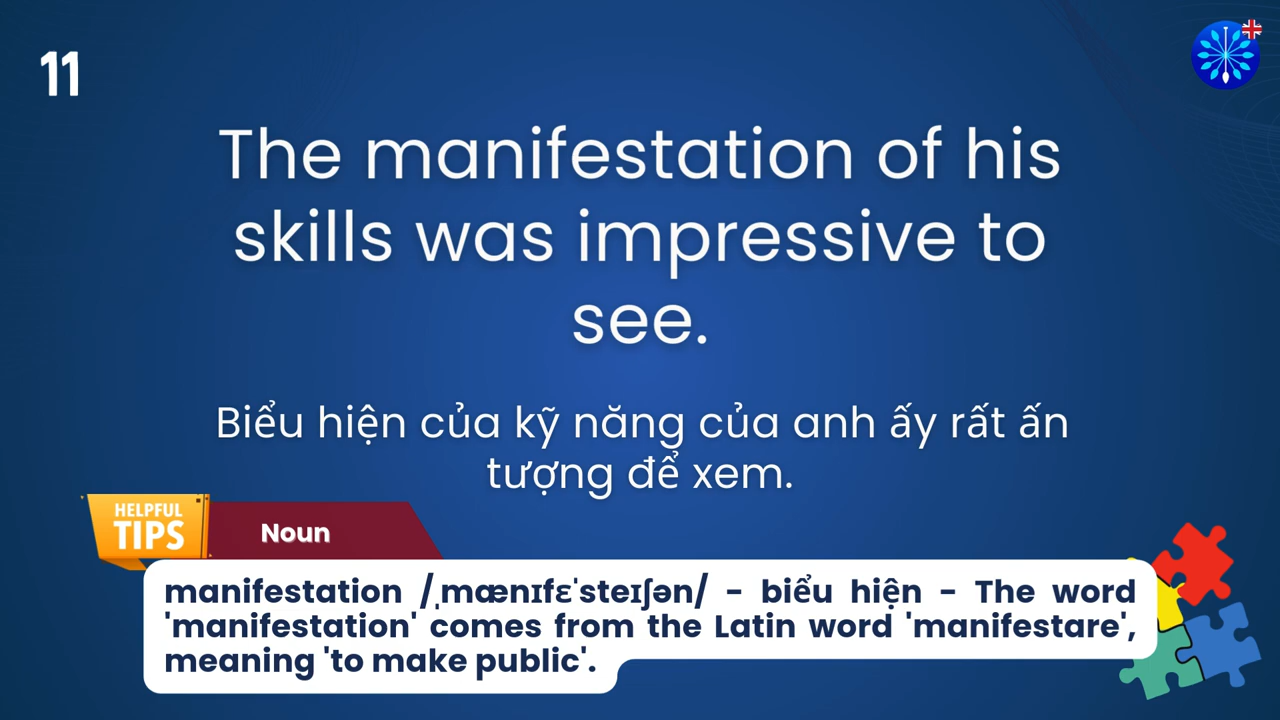 11
The manifestation of his
skills was impressive to
see.
Biểu hiện của kỹ năng của anh ấy rất ấn
tượng để xem.
HELPFUL
TIPS
Noun
manifestation /ˌmænɪfɛˈsteɪʃən/ - biểu hiện - The word
'manifestation' comes from the Latin word 'manifestare',
meaning 'to make public'.